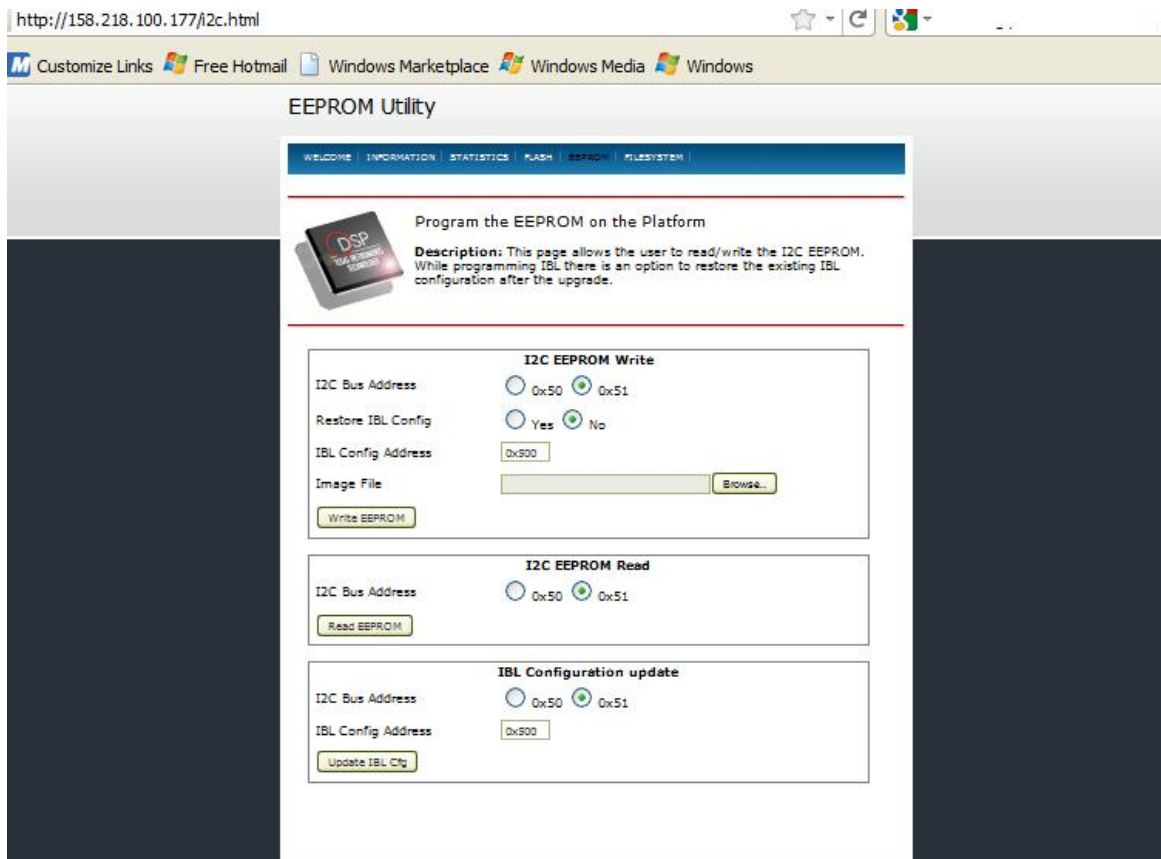 http://158.218.100.177/i2c.html
Customize Links Free Hotmail Windows Marketplace Windows Media Windows
EEPROM Utility
WELCOME | INFORMATION | STATISTICS | FLASH | EEPROM | FILESYSTEM |
DSP
TEXAS INSTRUMENTS
TECHNOLOGY
Program the EEPROM on the Platform
Description: This page allows the user to read/write the I2C EEPROM.
While programming IBL there is an option to restore the existing IBL
configuration after the upgrade.
I2C EEPROM Write
I2C Bus Address 0x50 0x51
Restore IBL Config Yes No
IBL Config Address 0x500
Image File Browse...
Write EEPROM
I2C EEPROM Read
I2C Bus Address 0x50 0x51
Read EEPROM
IBL Configuration update
I2C Bus Address 0x50 0x51
IBL Config Address 0x500
Update IBL Cfg